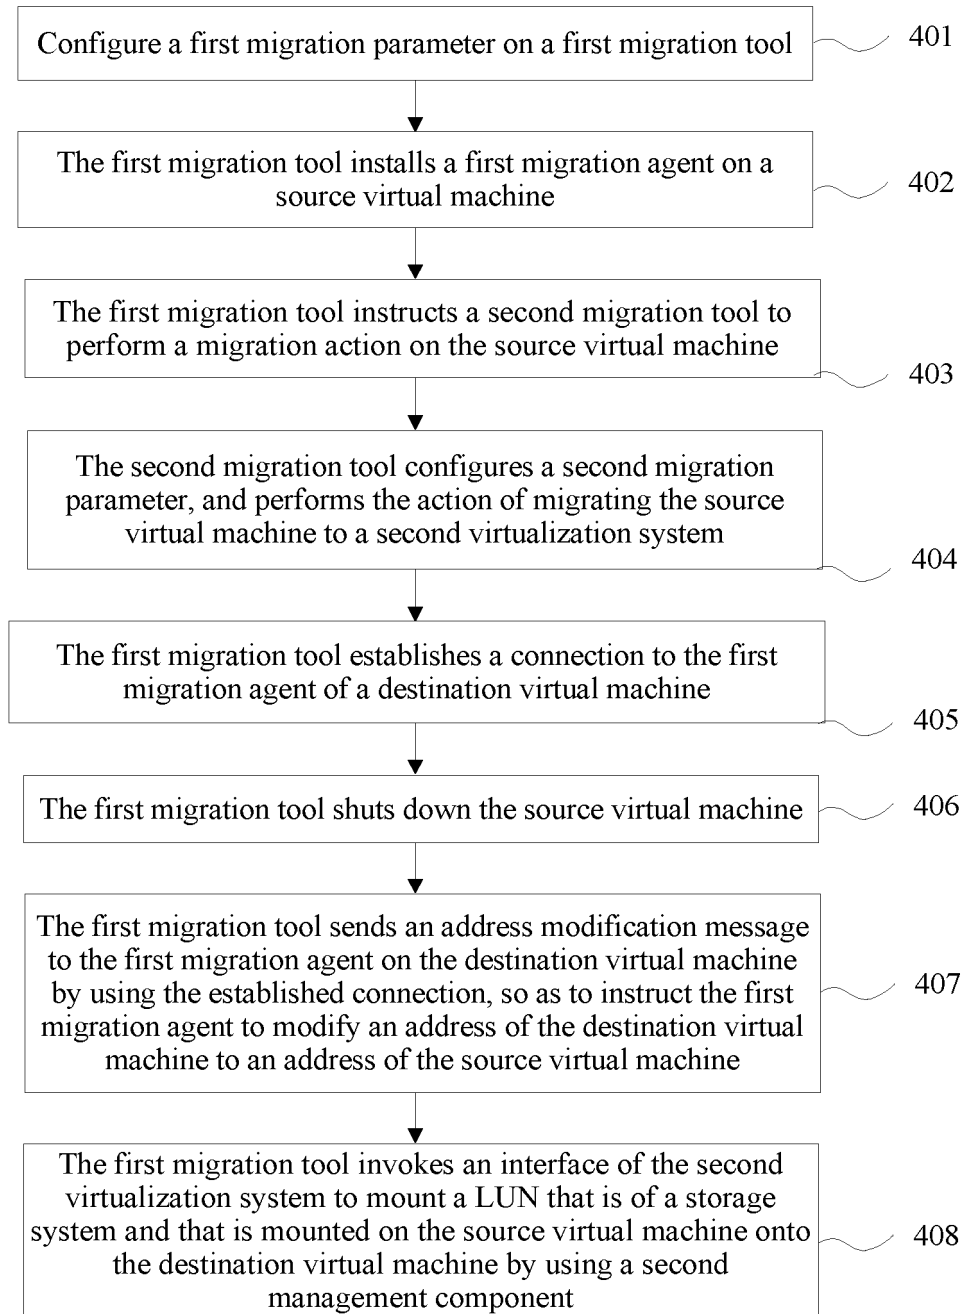 Configure a first migration parameter on a first migration tool
401
The first migration tool installs a first migration agent on a
source virtual machine
402
The first migration tool instructs a second migration tool to
perform a migration action on the source virtual machine
403
The second migration tool configures a second migration
parameter, and performs the action of migrating the source
virtual machine to a second virtualization system
404
The first migration tool establishes a connection to the first
migration agent of a destination virtual machine
405
The first migration tool shuts down the source virtual machine
406
The first migration tool sends an address modification message
to the first migration agent on the destination virtual machine
by using the established connection, so as to instruct the first
migration agent to modify an address of the destination virtual
machine to an address of the source virtual machine
407
The first migration tool invokes an interface of the second
virtualization system to mount a LUN that is of a storage
system and that is mounted on the source virtual machine onto
the destination virtual machine by using a second
management component
408